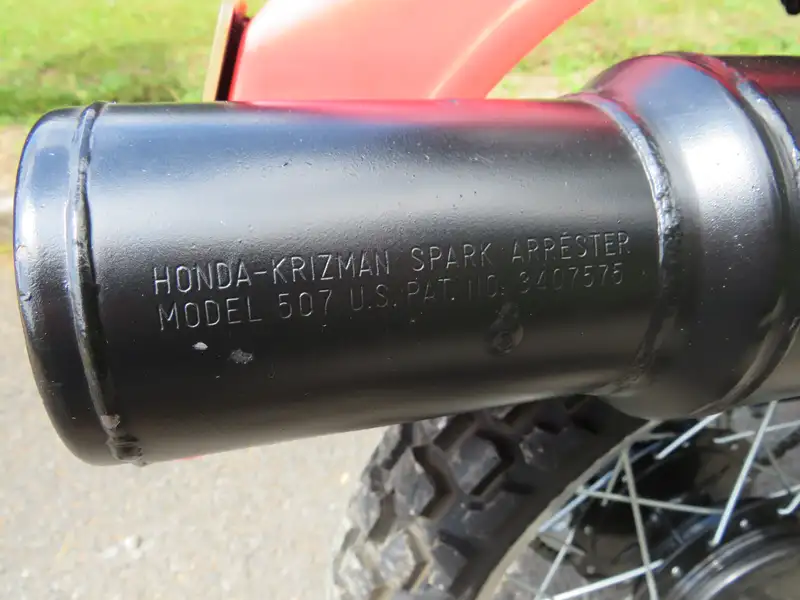 HONDA-KRIZMAN SPARK ARRESTER
MODEL 507 U.S. PAT. NO. 3407575